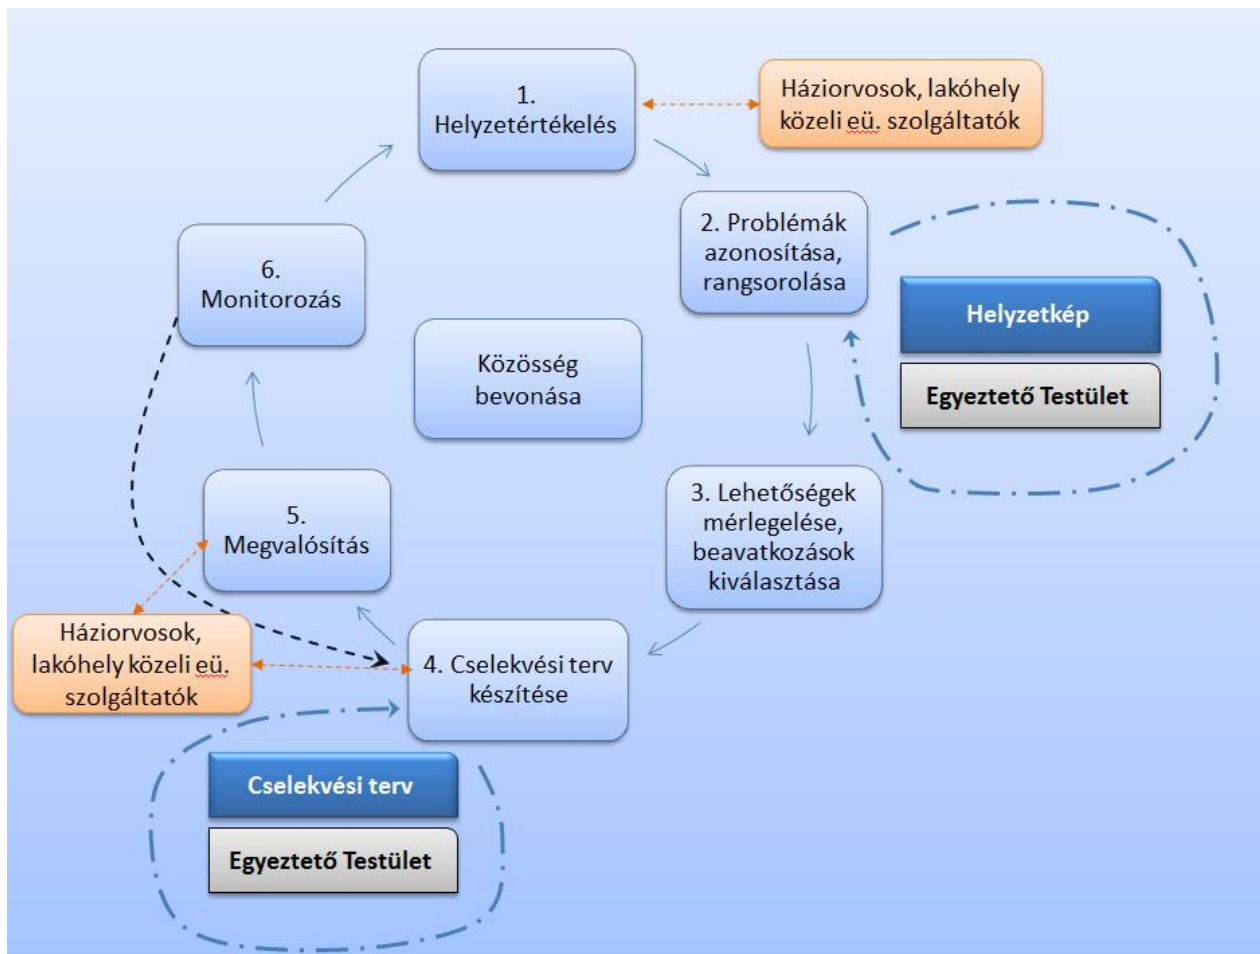 1.
Helyzetértékelés
Háziorvosok, lakóhely
közeli eü. szolgáltatók
2. Problémák
azonosítása,
rangsorolása
Helyzetkép
Egyeztető Testület
3. Lehetőségek
mérlegelése,
beavatkozások
kiválasztása
4. Cselekvési terv
készítése
Cselekvési terv
Egyeztető Testület
5.
Megvalósítás
Háziorvosok,
lakóhely közeli eü.
szolgáltatók
6.
Monitorozás
Közösség
bevonása